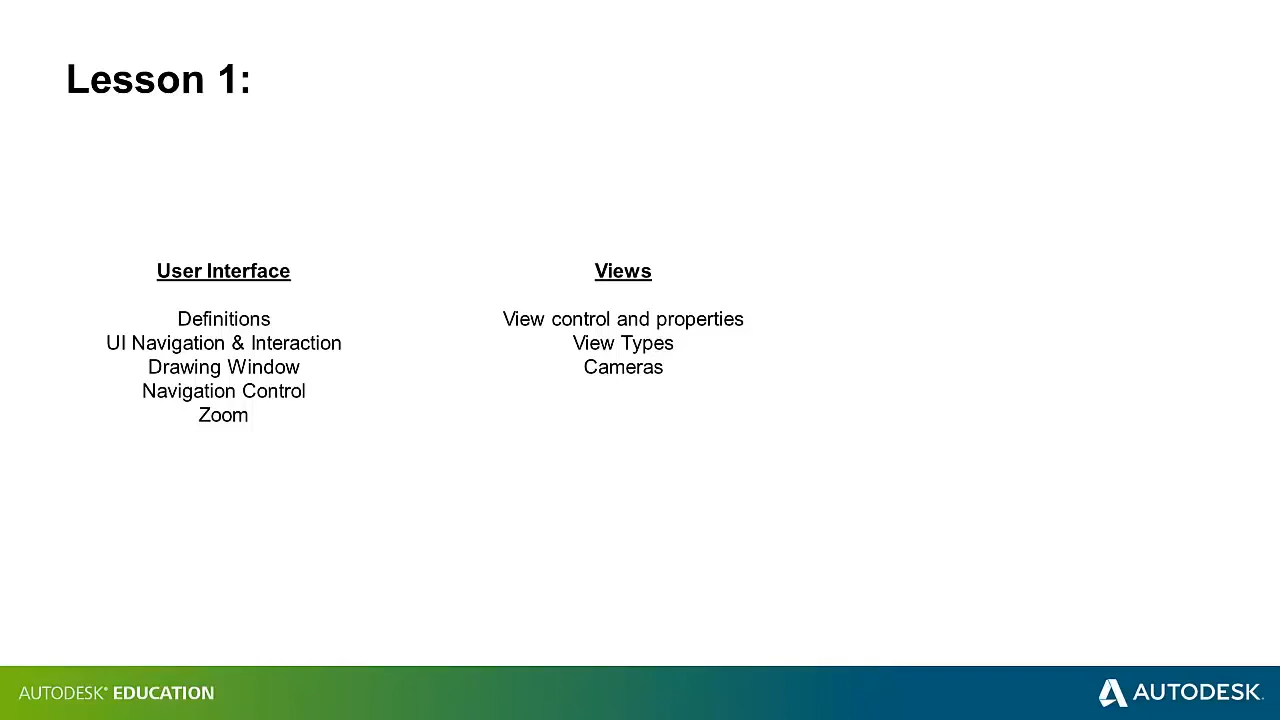 Lesson 1:
User Interface
Definitions
UI Navigation & Interaction
Drawing Window
Navigation Control
Zoom
Views
View control and properties
View Types
Cameras
AUTODESK® EDUCATION
AUTODESK.